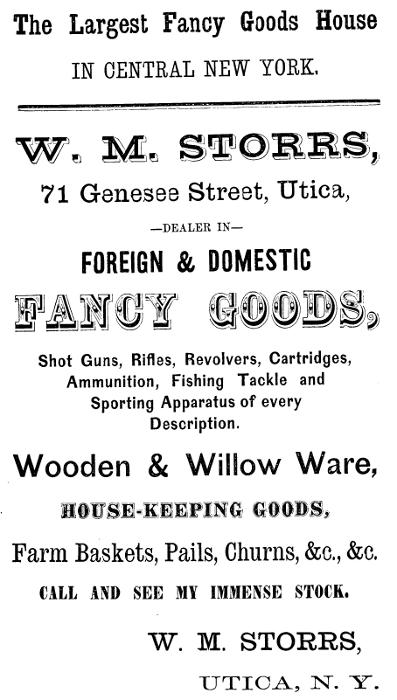 The Largest Fancy Goods House
IN CENTRAL NEW YORK.
W. M. STORRS,
71 Genesee Street, Utica,
—DEALER IN—
FOREIGN & DOMESTIC
FANCY GOODS,
Shot Guns, Rifles, Revolvers, Cartridges,
Ammunition, Fishing Tackle and
Sporting Apparatus of every
Description.
Wooden & Willow Ware,
HOUSE-KEEPING GOODS,
Farm Baskets, Pails, Churns, &c., &c.
CALL AND SEE MY IMMENSE STOCK.
W. M. STORRS,
UTICA, N. Y.